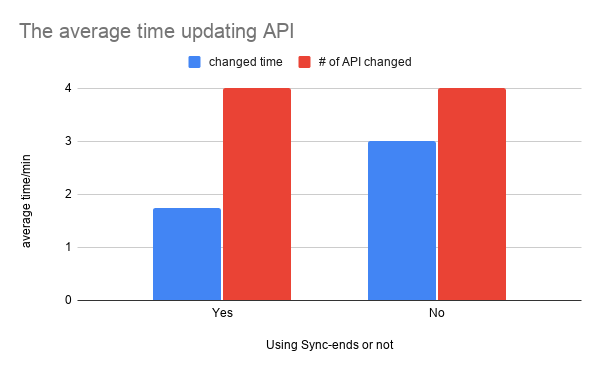 The average time updating API
changed time
# of API changed
average time/min
4
3
2
1
0
Yes
No
Using Sync-ends or not